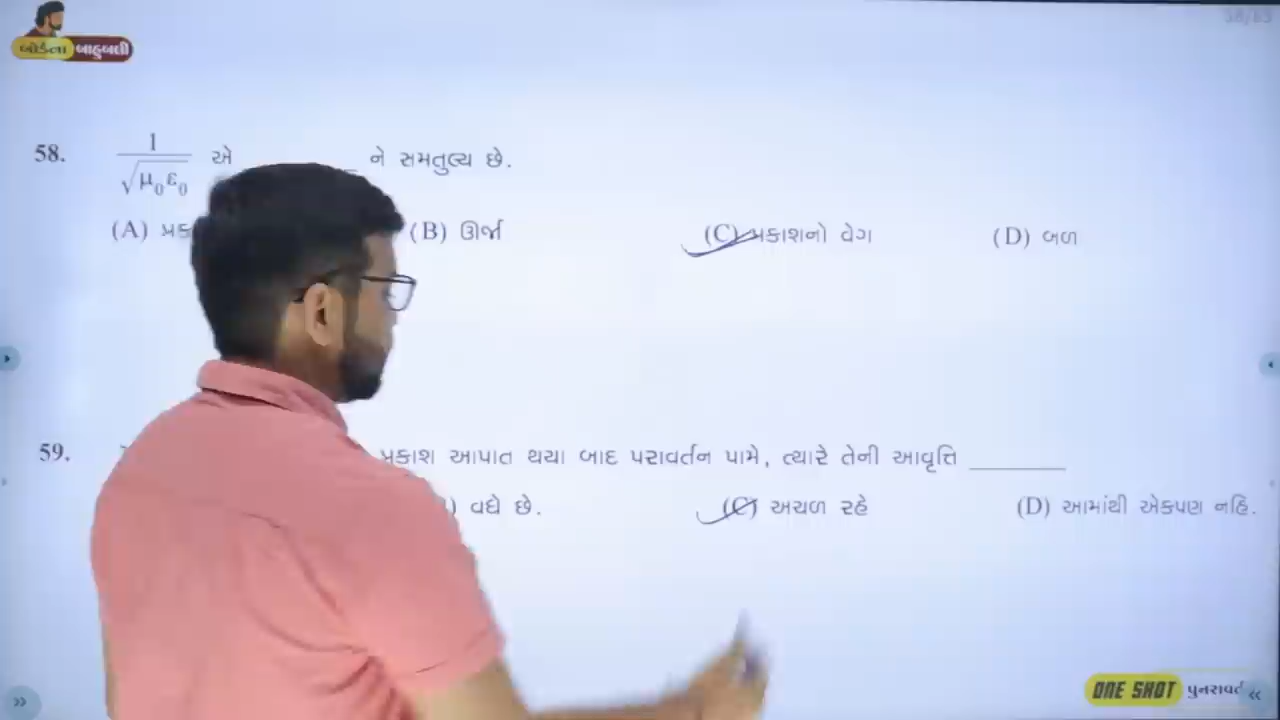 બોર્ડના બાહુબલી
58. 1/√μ₀ε₀ એ ને સમતુલ્ય છે.
(A) (B) ઊર્જા (C) પ્રકાશનો વેગ (D) બળ
59. પ્રકાશ આપાત થયા બાદ પરાવર્તન પામે, ત્યારે તેની આવૃત્તિ ________
વધે છે. (C) અચળ રહે (D) આમાંથી એકપણ નહિ.
ONE SHOT